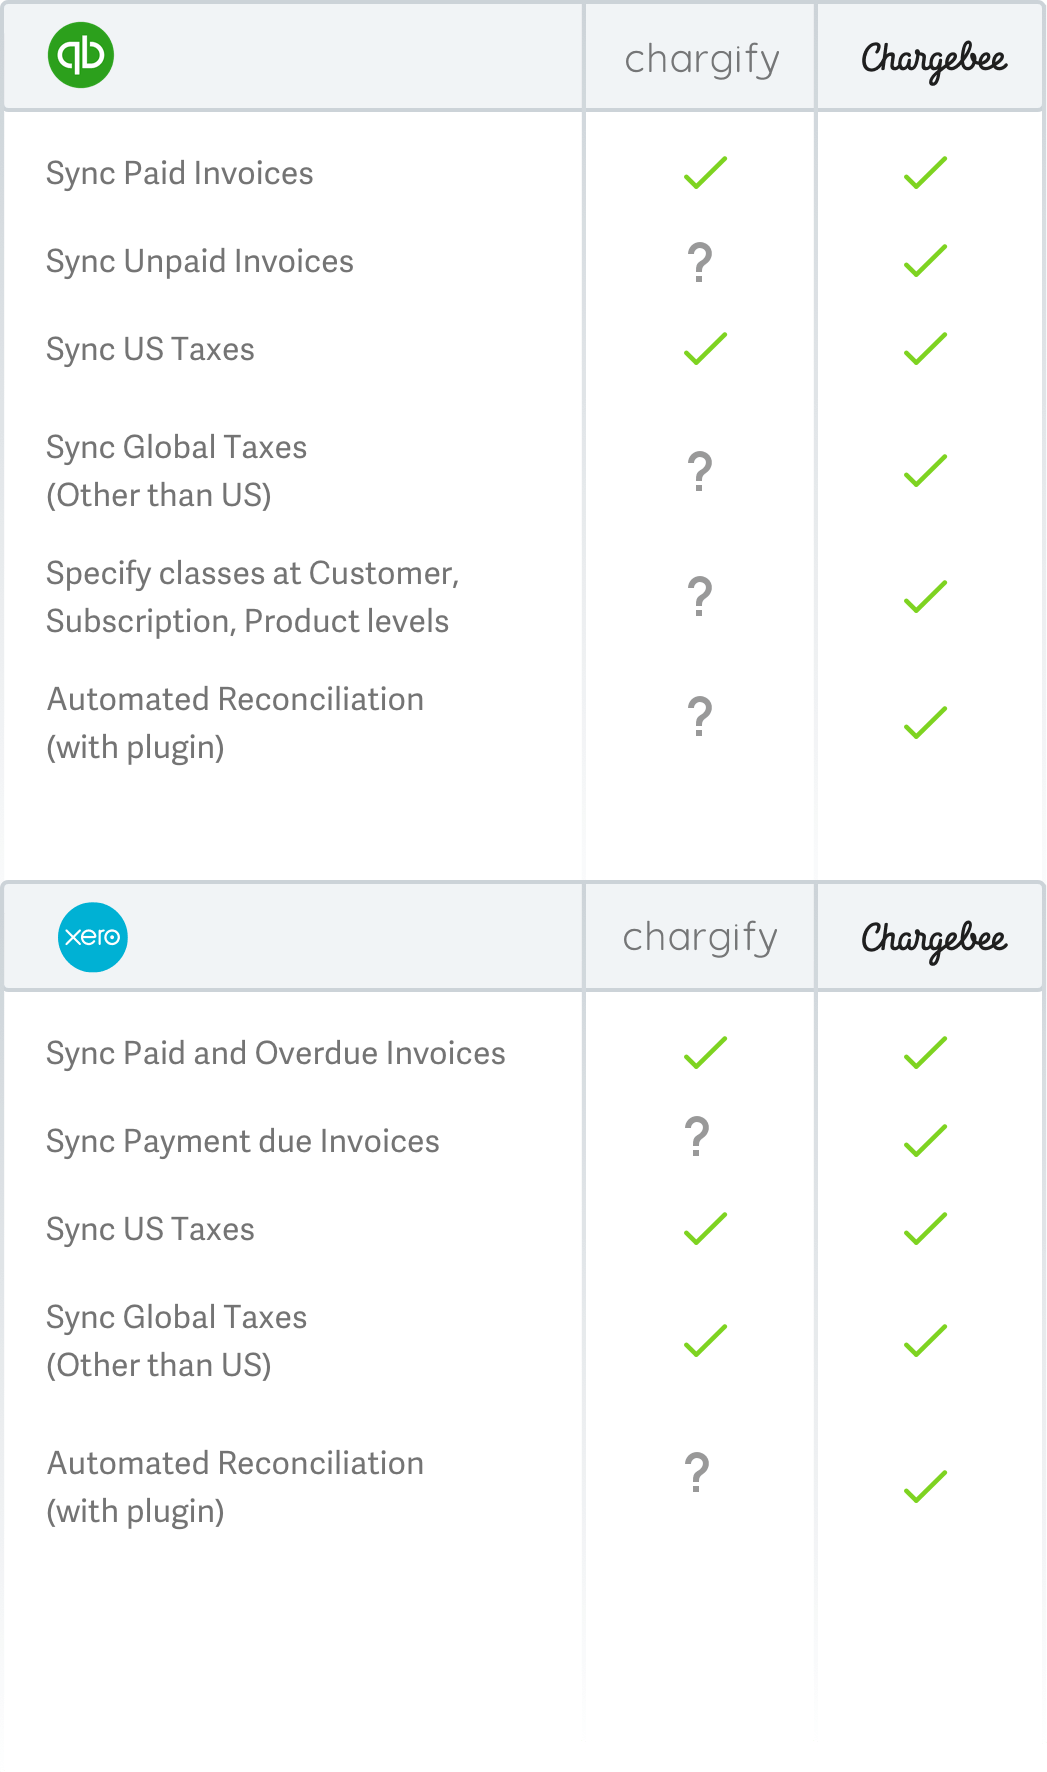 qb chargify Chargebee
Sync Paid Invoices
Sync Unpaid Invoices ?
Sync US Taxes
Sync Global Taxes
(Other than US) ?
Specify classes at Customer,
Subscription, Product levels ?
Automated Reconciliation
(with plugin) ?
xero chargify Chargebee
Sync Paid and Overdue Invoices
Sync Payment due Invoices ?
Sync US Taxes
Sync Global Taxes
(Other than US)
Automated Reconciliation
(with plugin) ?